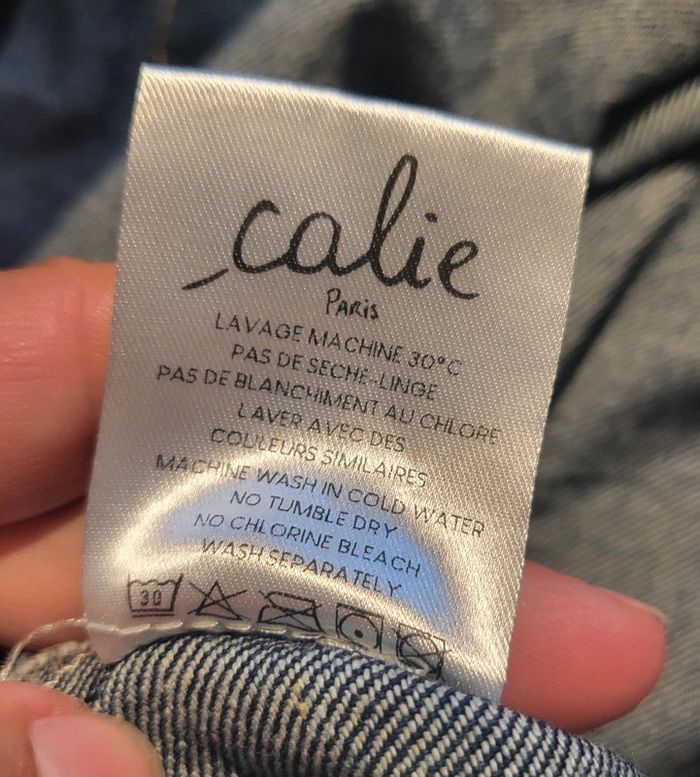 calie
PARIS
LAVAGE MACHINE 30°C
PAS DE SECHE-LINGE
PAS DE BLANCHIMENT AU CHLORE
LAVER AVEC DES
COULEURS SIMILAIRES
MACHINE WASH IN COLD WATER
NO TUMBLE DRY
NO CHLORINE BLEACH
WASH SEPARATELY
30